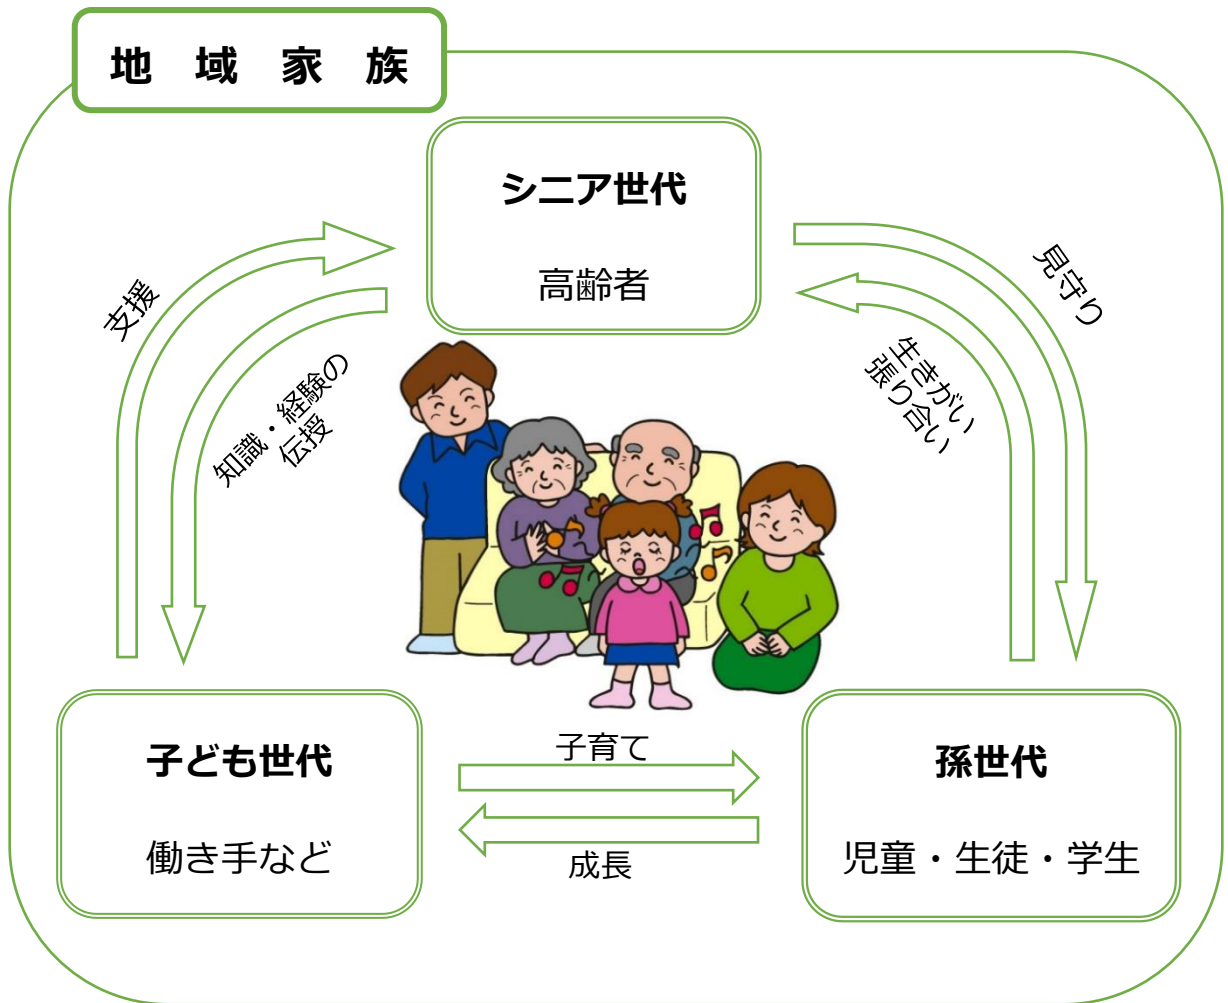 地 域 家 族
シニア世代
高齢者
支援
知識・経験の
伝授
見守り
生きがい
張り合い
子ども世代
働き手など
子育て
成長
孫世代
児童・生徒・学生